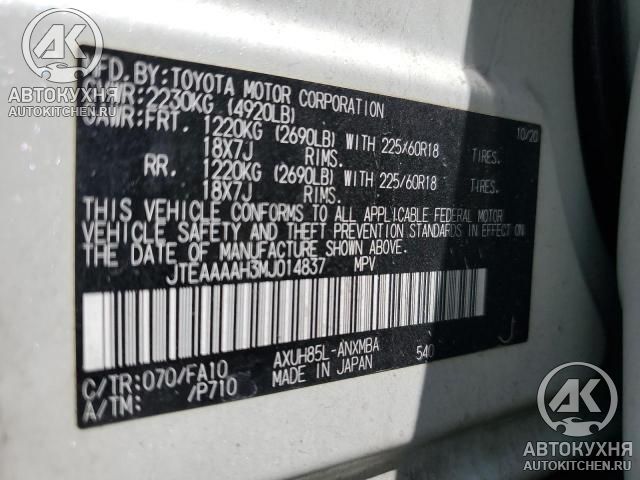 АВТОКУХНЯ
AUTOKITCHEN.RU
MFD.BY:TOYOTA MOTOR CORPORATION
GVWR:2230KG (4920LB)
10/20
GAWR:FRT. 1220KG (2690LB) WITH 225/60R18 TIRES.
18X7J RIMS.
RR. 1220KG (2690LB) WITH 225/60R18 TIRES.
18X7J RIMS.
THIS VEHICLE CONFORMS TO ALL APPLICABLE FEDERAL MOTOR
VEHICLE SAFETY AND THEFT PREVENTION STANDARDS IN EFFECT ON
THE DATE OF MANUFACTURE SHOWN ABOVE.
JTEAAAAH3MJ014837 MPV
C/TR:070/FA10 AXUH85L-ANXMBA 540
A/TM: /P710 MADE IN JAPAN
J
АВТОКУХНЯ
AUTOKITCHEN.RU